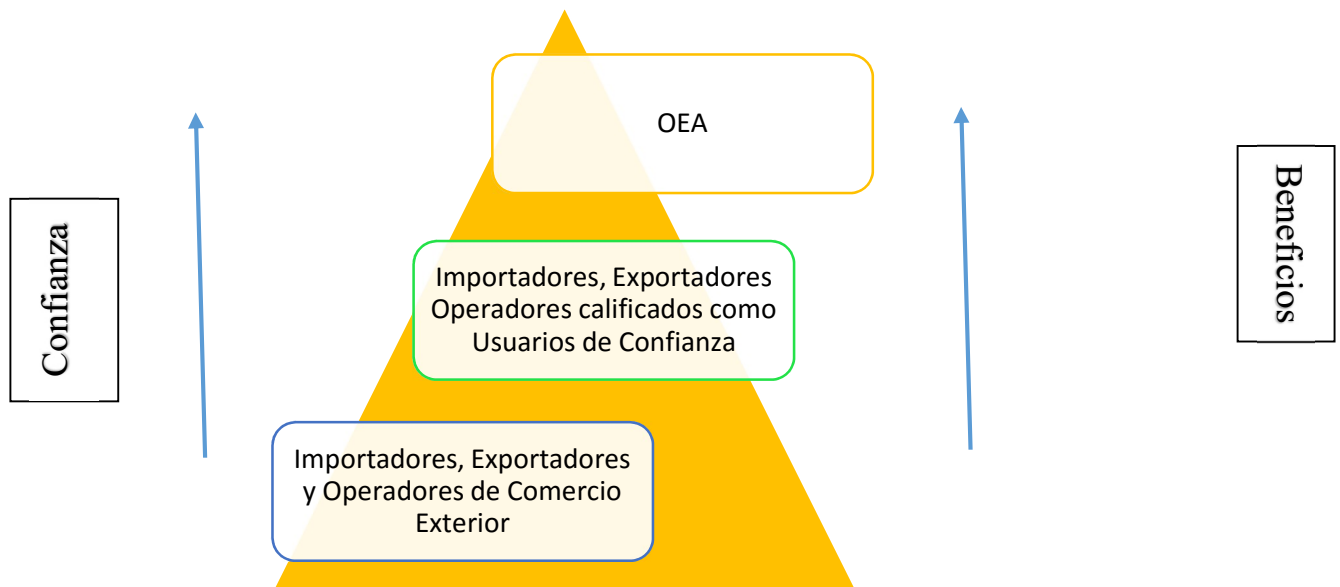 OEA
Confianza
Beneficios
Importadores, Exportadores
Operadores calificados como
Usuarios de Confianza
Importadores, Exportadores
y Operadores de Comercio
Exterior